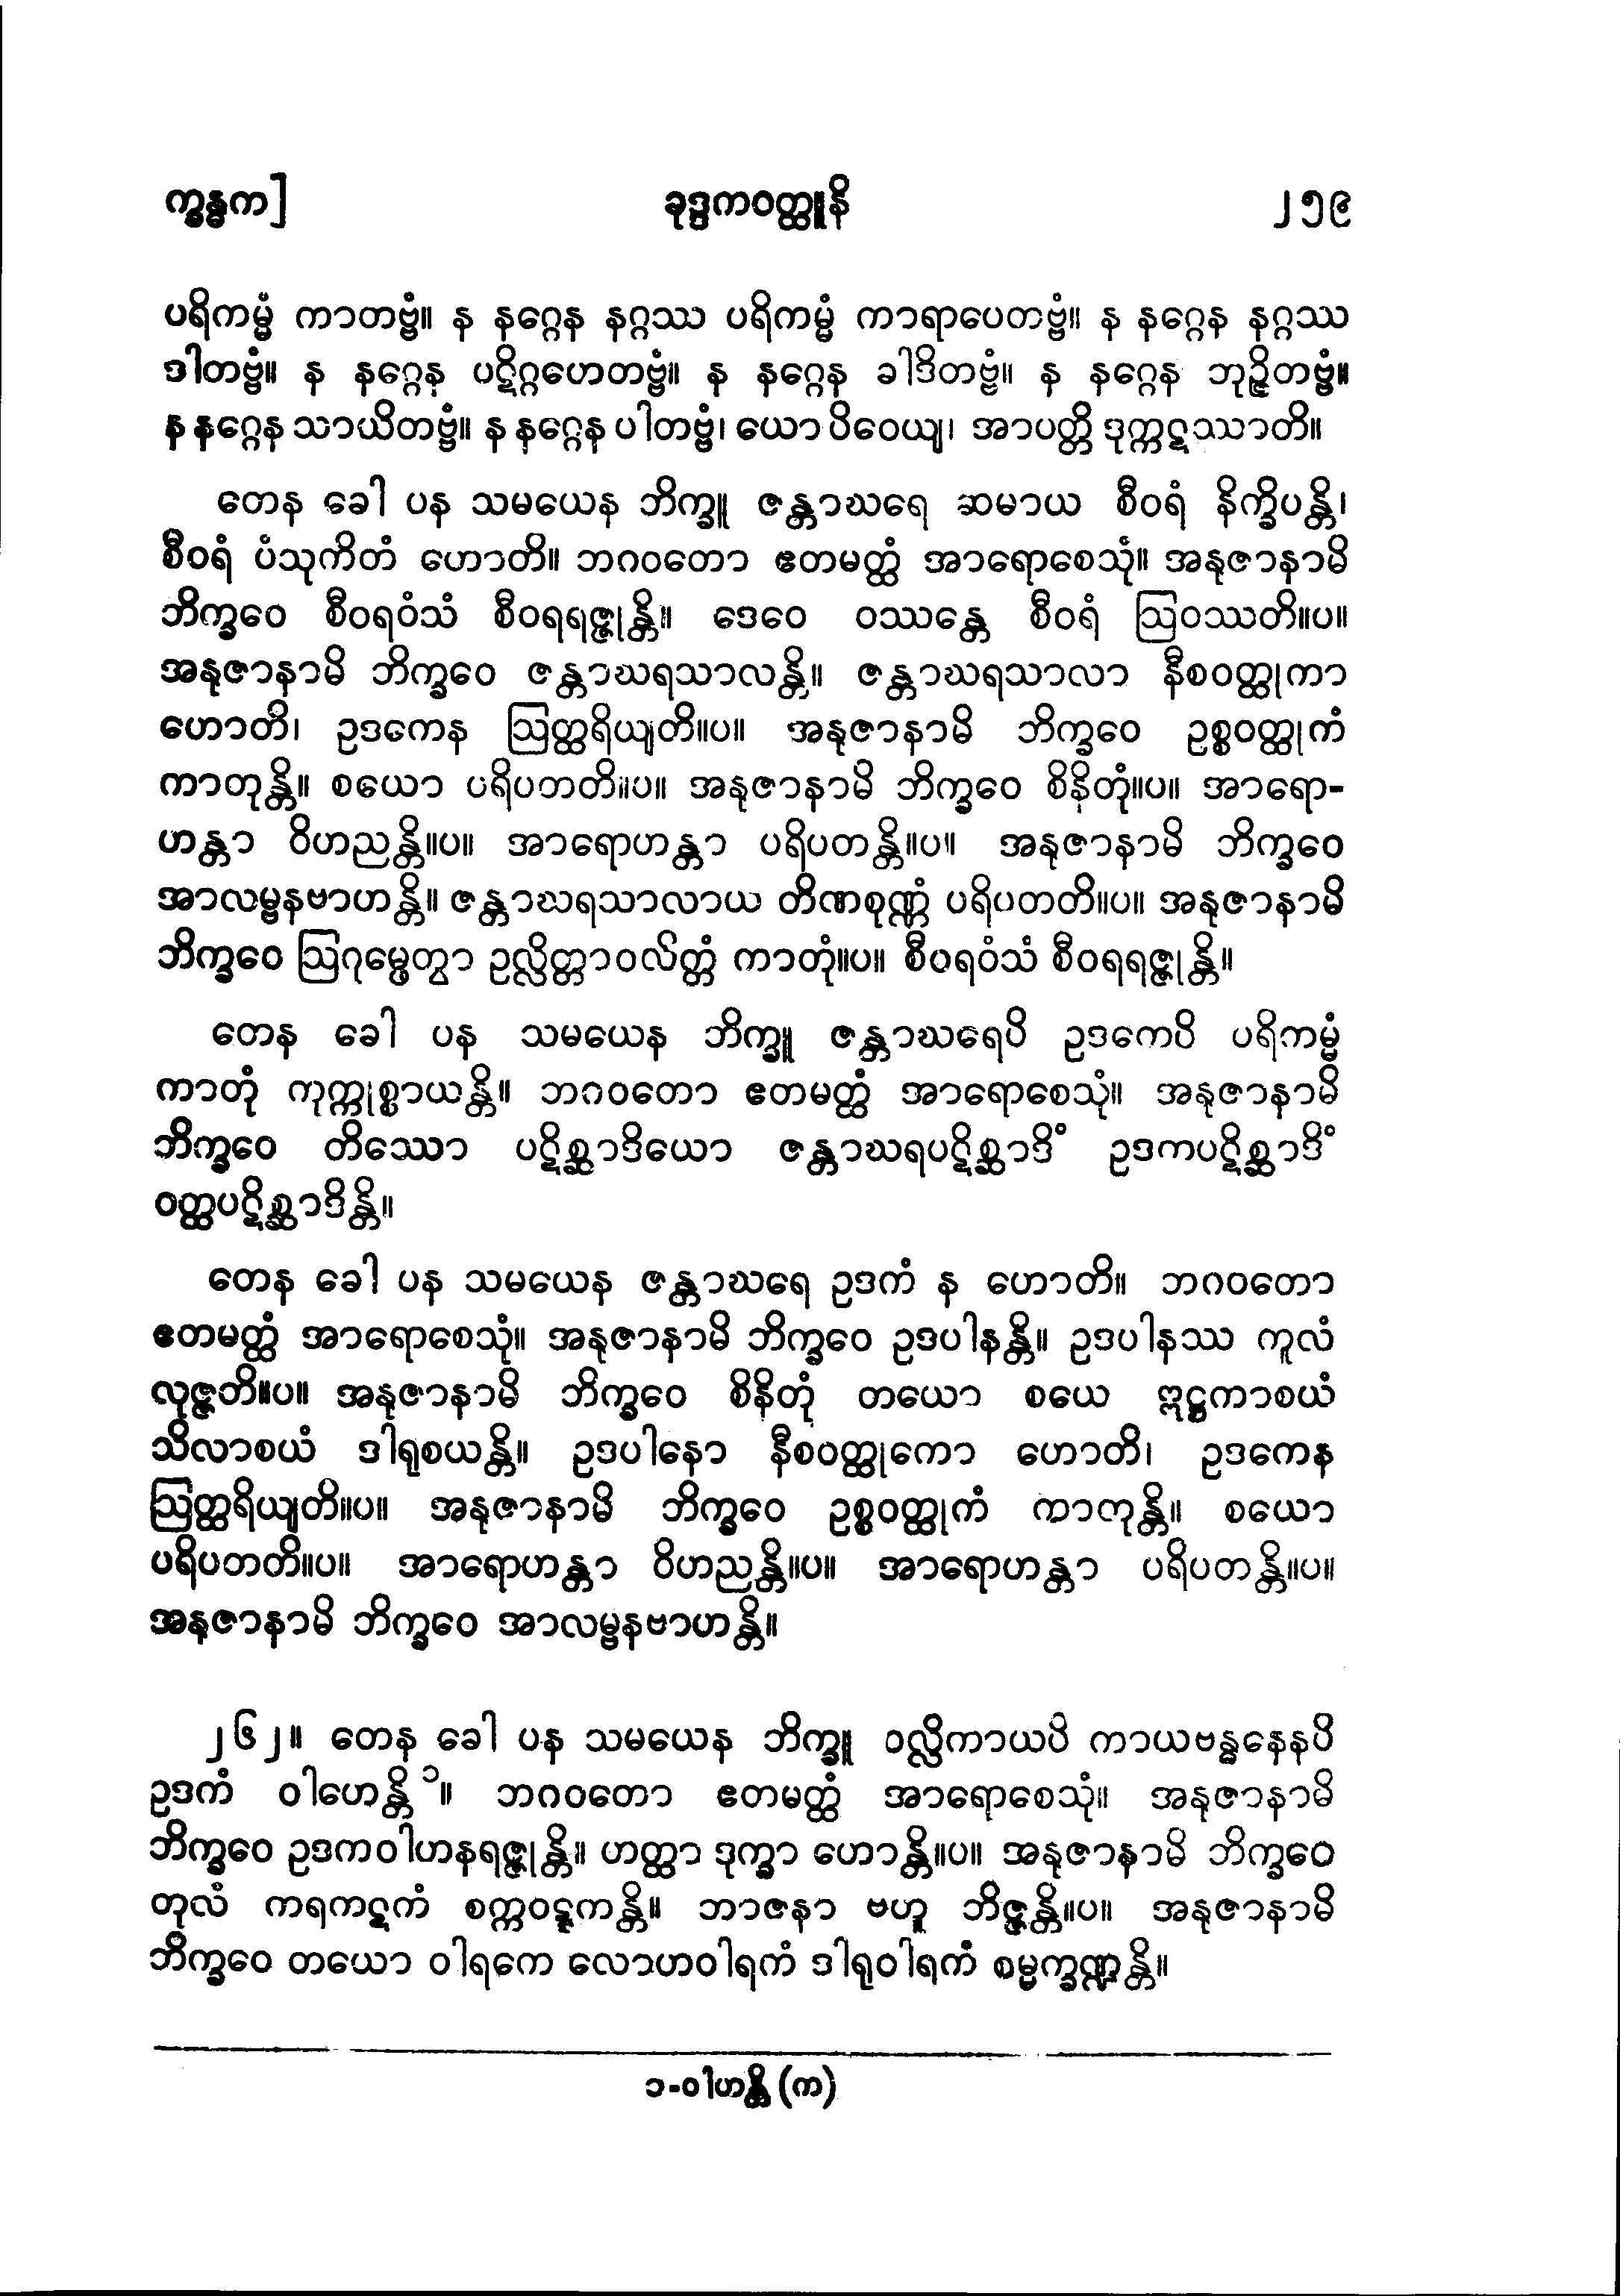 က္ခန္ဓက] ခုဒ္ဒကဝတ္ထူနိ ၂၅၉
ပရိကမ္မံ ကာတဗ္ဗံ။ န နဂ္ဂေန နဂ္ဂဿ ပရိကမ္မံ ကာရာပေတဗ္ဗံ။ န နဂ္ဂေန နဂ္ဂဿ
ဒါတဗ္ဗံ။ န နဂ္ဂေန ပဋိဂ္ဂဟေတဗ္ဗံ။ န နဂ္ဂေန ခါဒိတဗ္ဗံ။ န နဂ္ဂေန ဘုဉ္ဇိတဗ္ဗံ။
န နဂ္ဂေန သာယိတဗ္ဗံ။ န နဂ္ဂေန ပါတဗ္ဗံ၊ ယော ပိဝေယျ၊ အာပတ္တိ ဒုက္ကဋဿာတိ။
တေန ခေါ ပန သမယေန ဘိက္ခူ ဇန္တာဃရေ ဆမာယ စီဝရံ နိက္ခိပန္တိ၊
စီဝရံ ပံသုကိတံ ဟောတိ။ ဘဂဝတော ဧတမတ္ထံ အာရောစေသုံ။ အနုဇာနာမိ
ဘိက္ခဝေ စီဝရဝံသံ စီဝရရဇ္ဇုန္တိ။ ဒေဝေ ဝဿန္တေ စီဝရံ ဩဝဿတိ။ပ။
အနုဇာနာမိ ဘိက္ခဝေ ဇန္တာဃရသာလန္တိ။ ဇန္တာဃရသာလာ နီစဝတ္ထုကာ
ဟောတိ၊ ဥဒကေန ဩတ္ထရိယျတိ။ပ။ အနုဇာနာမိ ဘိက္ခဝေ ဥစ္စဝတ္ထုကံ
ကာတုန္တိ။ စယော ပရိပတတိ။ပ။ အနုဇာနာမိ ဘိက္ခဝေ စိနိတုံ။ပ။ အာရော-
ဟန္တာ ဝိဟညန္တိ။ပ။ အာရောဟန္တာ ပရိပတန္တိ။ပ။ အနုဇာနာမိ ဘိက္ခဝေ
အာလမ္ဗနဗာဟန္တိ။ ဇန္တာဃရသာလာယ တိဏစုဏ္ဏံ ပရိပတတိ။ပ။ အနုဇာနာမိ
ဘိက္ခဝေ ဩဂုမ္ဖေတွာ ဥလ္လိတ္တာဝလိတ္တံ ကာတုံ။ပ။ စီဝရဝံသံ စီဝရရဇ္ဇုန္တိ။
တေန ခေါ ပန သမယေန ဘိက္ခူ ဇန္တာဃရေပိ ဥဒကေပိ ပရိကမ္မံ
ကာတုံ ကုက္ကုစ္စာယန္တိ။ ဘဂဝတော ဧတမတ္ထံ အာရောစေသုံ။ အနုဇာနာမိ
ဘိက္ခဝေ တိဿော ပဋိစ္ဆာဒိယော ဇန္တာဃရပဋိစ္ဆာဒိံ ဥဒကပဋိစ္ဆာဒိံ
ဝတ္ထပဋိစ္ဆာဒိန္တိ။
တေန ခေါ ပန သမယေန ဇန္တာဃရေ ဥဒကံ န ဟောတိ။ ဘဂဝတော
ဧတမတ္ထံ အာရောစေသုံ။ အနုဇာနာမိ ဘိက္ခဝေ ဥဒပါနန္တိ။ ဥဒပါနဿ ကူလံ
လုဇ္ဇတိ။ပ။ အနုဇာနာမိ ဘိက္ခဝေ စိနိတုံ တယော စယေ ဣဋ္ဌကာစယံ
သိလာစယံ ဒါရုစယန္တိ။ ဥဒပါနော နီစဝတ္ထုကော ဟောတိ၊ ဥဒကေန
ဩတ္ထရိယျတိ။ပ။ အနုဇာနာမိ ဘိက္ခဝေ ဥစ္စဝတ္ထုကံ ကာတုန္တိ။ စယော
ပရိပတတိ။ပ။ အာရောဟန္တာ ဝိဟညန္တိ။ပ။ အာရောဟန္တာ ပရိပတန္တိ။ပ။
အနုဇာနာမိ ဘိက္ခဝေ အာလမ္ဗနဗာဟန္တိ။
၂၆၂။ တေန ခေါ ပန သမယေန ဘိက္ခူ ဝလ္လိကာယပိ ကာယဗန္ဓနေနပိ
ဥဒကံ ဝါဟေန္တိ၁။ ဘဂဝတော ဧတမတ္ထံ အာရောစေသုံ။ အနုဇာနာမိ
ဘိက္ခဝေ ဥဒကဝါဟနရဇ္ဇုန္တိ။ ဟတ္ထာ ဒုက္ခာ ဟောန္တိ။ပ။ အနုဇာနာမိ ဘိက္ခဝေ
တုလံ ကရကဋကံ စက္ကဝဋ္ဋကန္တိ။ ဘာဇနာ ဗဟူ ဘိဇ္ဇန္တိ။ပ။ အနုဇာနာမိ
ဘိက္ခဝေ တယော ဝါရကေ လောဟဝါရကံ ဒါရုဝါရကံ စမ္မက္ခဏ္ဍန္တိ။
၁-ဝါဟန္တိ (က)